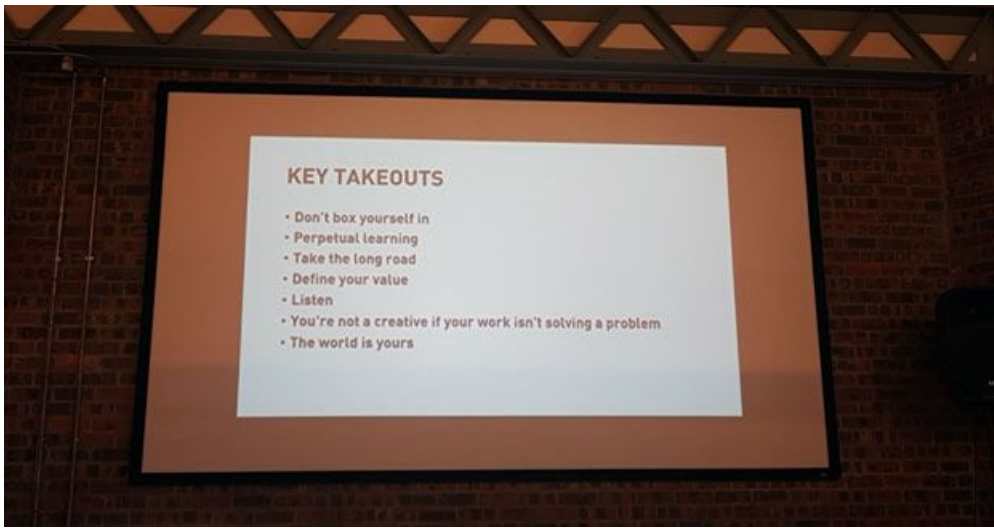 KEY TAKEOUTS
• Don't box yourself in
• Perpetual learning
• Take the long road
• Define your value
• Listen
• You're not a creative if your work isn't solving a problem
• The world is yours